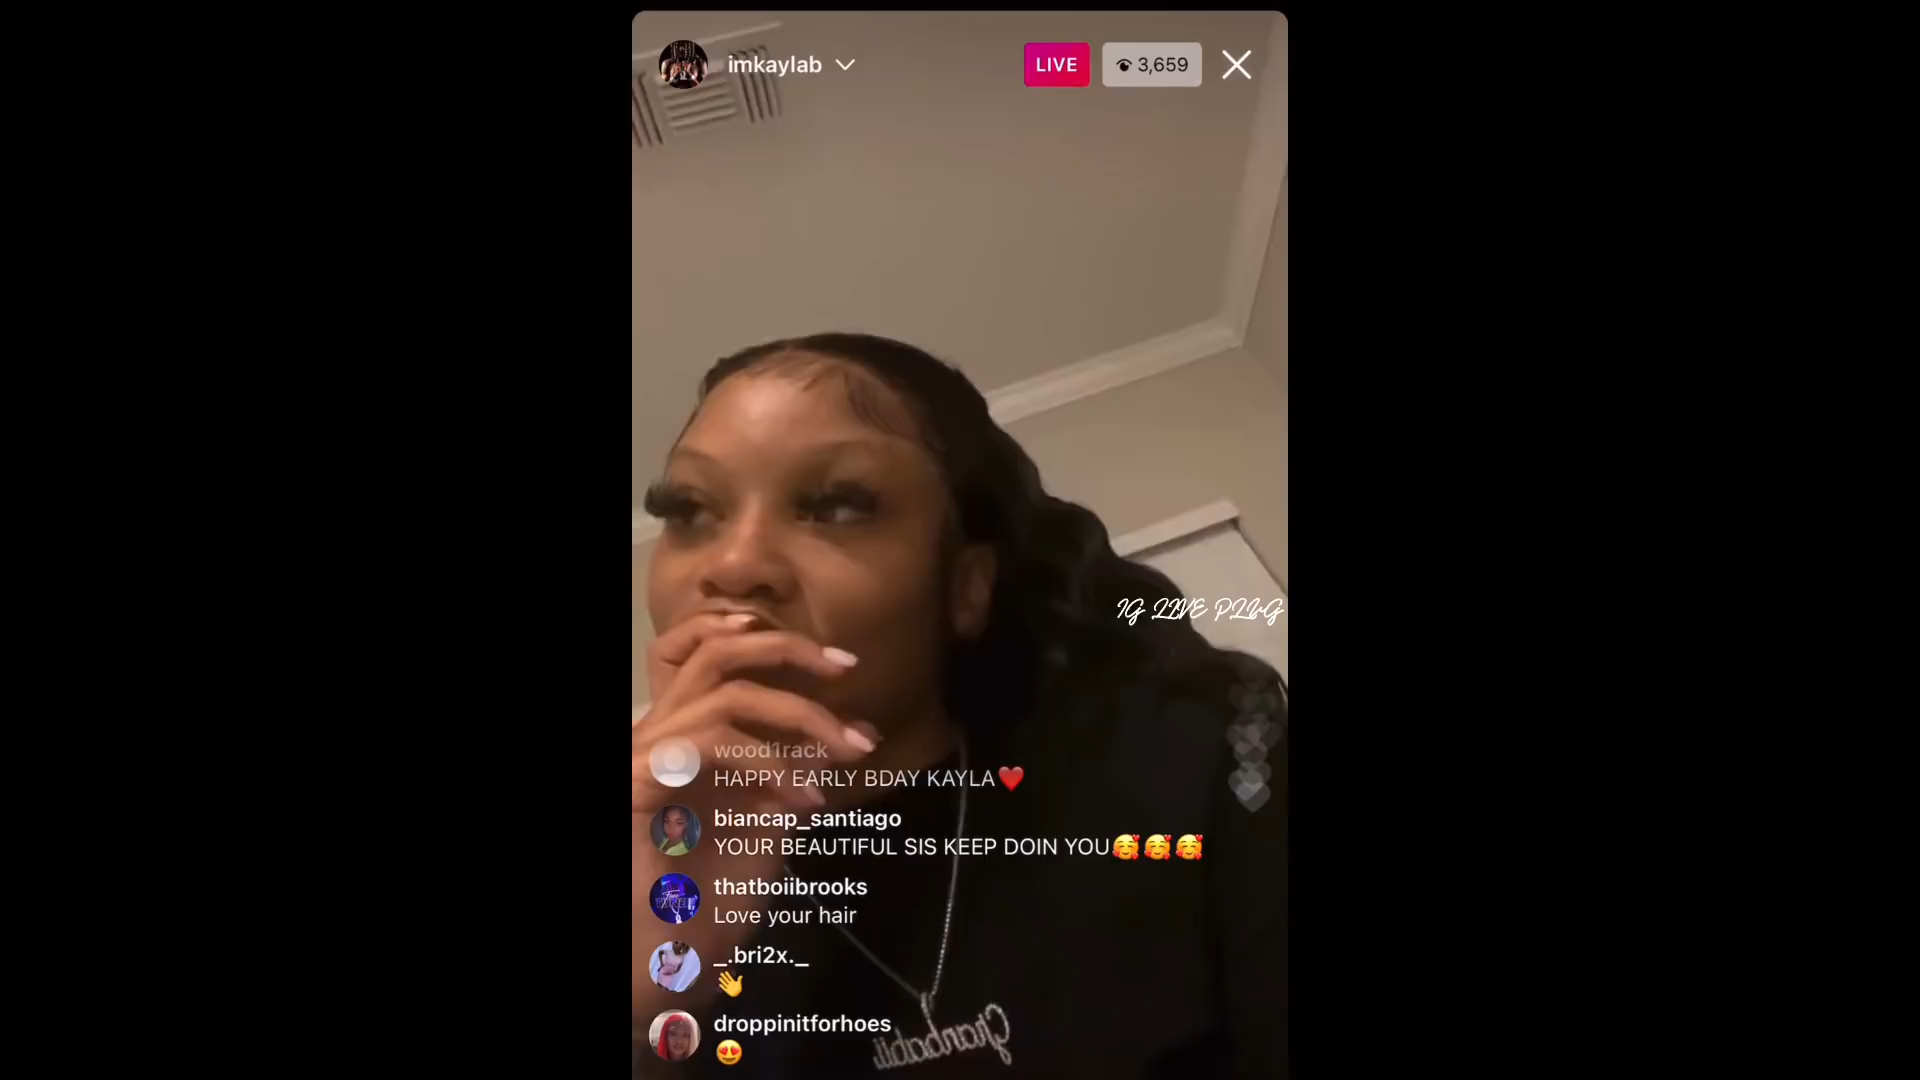 imkaylab
LIVE
3,659
IG LIVE PLUG
wood1rack
HAPPY EARLY BDAY KAYLA❤️
biancap_santiago
YOUR BEAUTIFUL SIS KEEP DOIN YOU🥰🥰🥰
thatboiibrooks
Love your hair
_.bri2x._
👋
droppinitforhoes
😍